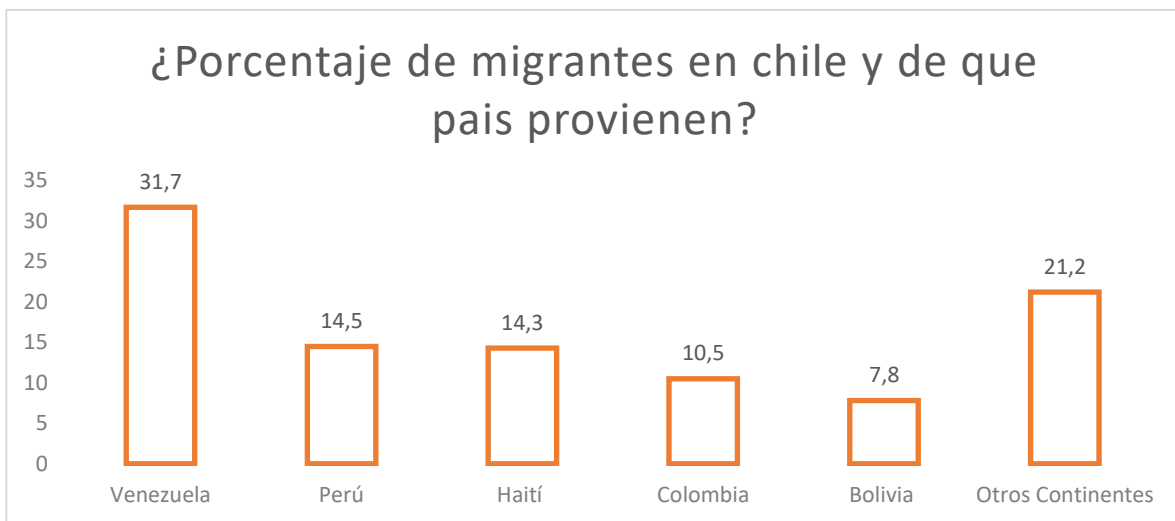 ¿Porcentaje de migrantes en chile y de que
pais provienen?
35
30
25
20
15
10
5
0
31,7
14,5
14,3
10,5
7,8
21,2
Venezuela
Perú
Haití
Colombia
Bolivia
Otros Continentes